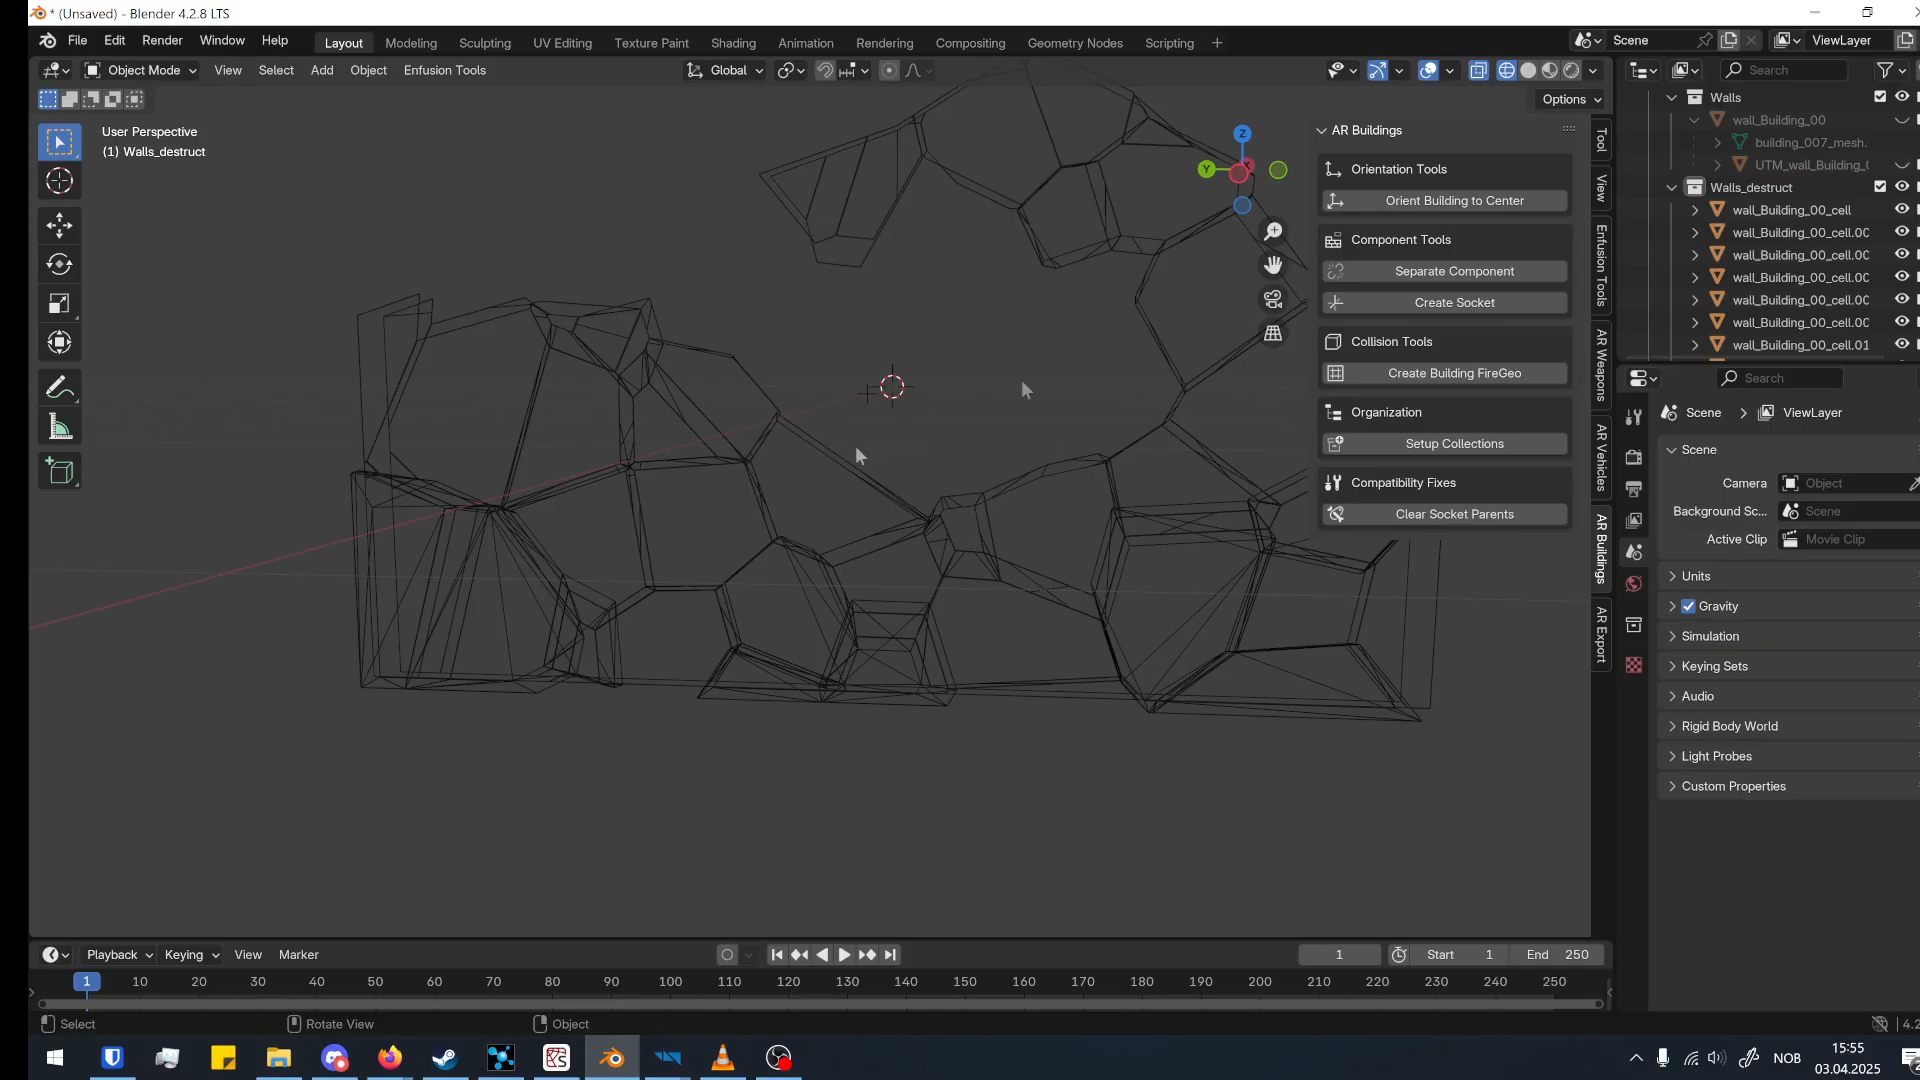 * (Unsaved) - Blender 4.2.8 LTS
File Edit Render Window Help
Layout Modeling Sculpting UV Editing Texture Paint Shading Animation Rendering Compositing Geometry Nodes Scripting +
Scene ViewLayer
Object Mode View Select Add Object Enfusion Tools
Global
Search
Options
User Perspective
(1) Walls_destruct
Z
Y
X
AR Buildings
Orientation Tools
Orient Building to Center
Component Tools
Separate Component
Create Socket
Collision Tools
Create Building FireGeo
Organization
Setup Collections
Compatibility Fixes
Clear Socket Parents
Tool
View
Enfusion Tools
AR Weapons
AR Vehicles
AR Buildings
AR Export
Walls
wall_Building_00
building_007_mesh.
UTM_wall_Building_
Walls_destruct
wall_Building_00_cell
wall_Building_00_cell.0
wall_Building_00_cell.0
wall_Building_00_cell.0
wall_Building_00_cell.0
wall_Building_00_cell.0
wall_Building_00_cell.01
Search
Scene > ViewLayer
Scene
Camera Object
Background Sc... Scene
Active Clip Movie Clip
Units
Gravity
Simulation
Keying Sets
Audio
Rigid Body World
Light Probes
Custom Properties
Playback Keying View Marker
1 Start 1 End 250
1 10 20 30 40 50 60 70 80 90 100 110 120 130 140 150 160 170 180 190 200 210 220 230 240 250
Select Rotate View Object
4.2
NOB
15:55
03.04.2025